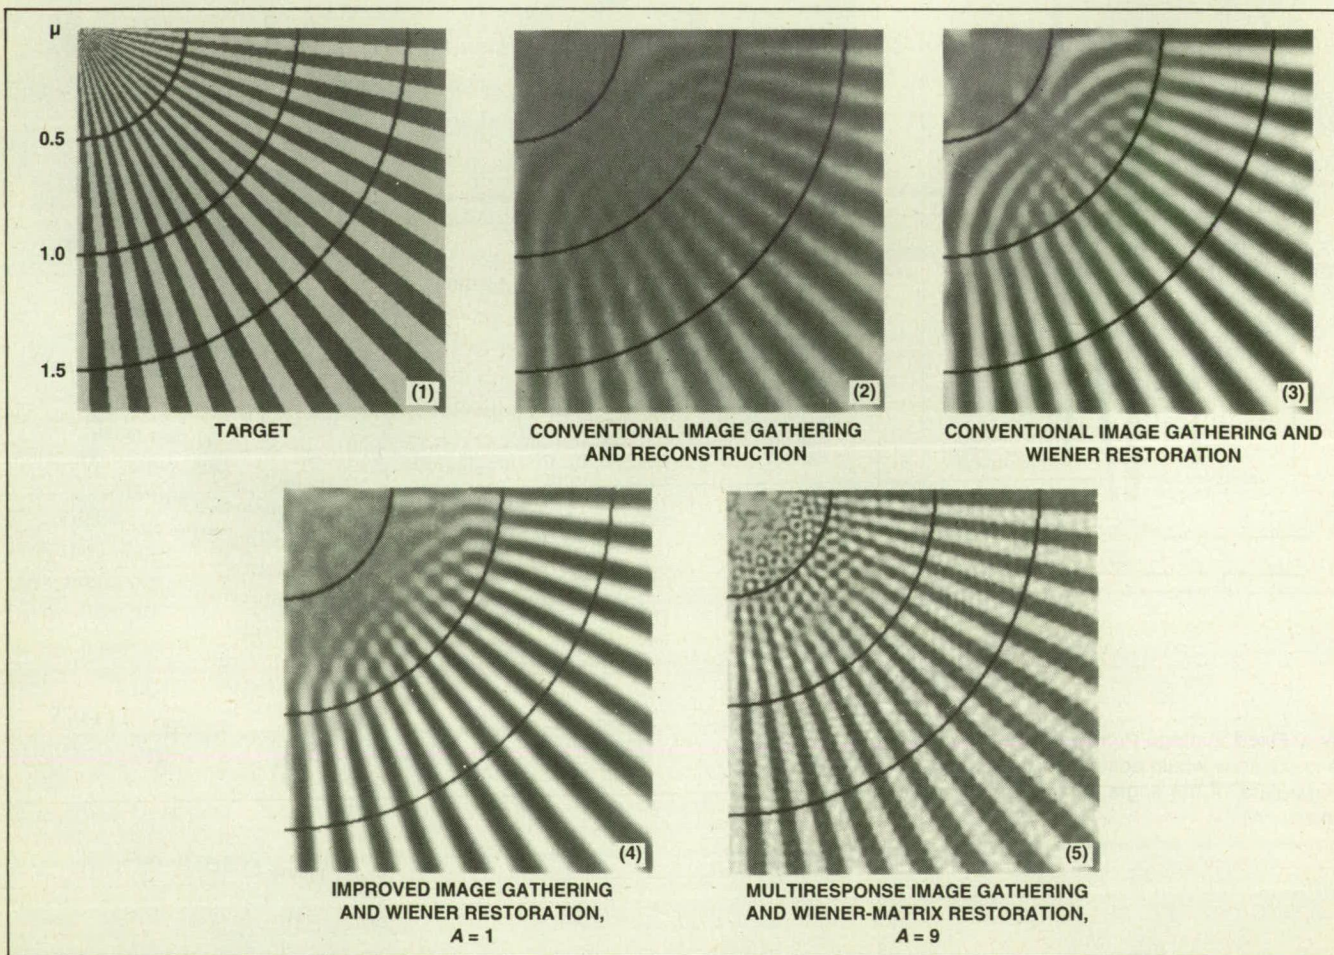 μ
0.5
1.0
1.5
(1)
TARGET
(2)
CONVENTIONAL IMAGE GATHERING
AND RECONSTRUCTION
(3)
CONVENTIONAL IMAGE GATHERING AND
WIENER RESTORATION
(4)
IMPROVED IMAGE GATHERING
AND WIENER RESTORATION,
A = 1
(5)
MULTIRESPONSE IMAGE GATHERING
AND WIENER-MATRIX RESTORATION,
A = 9